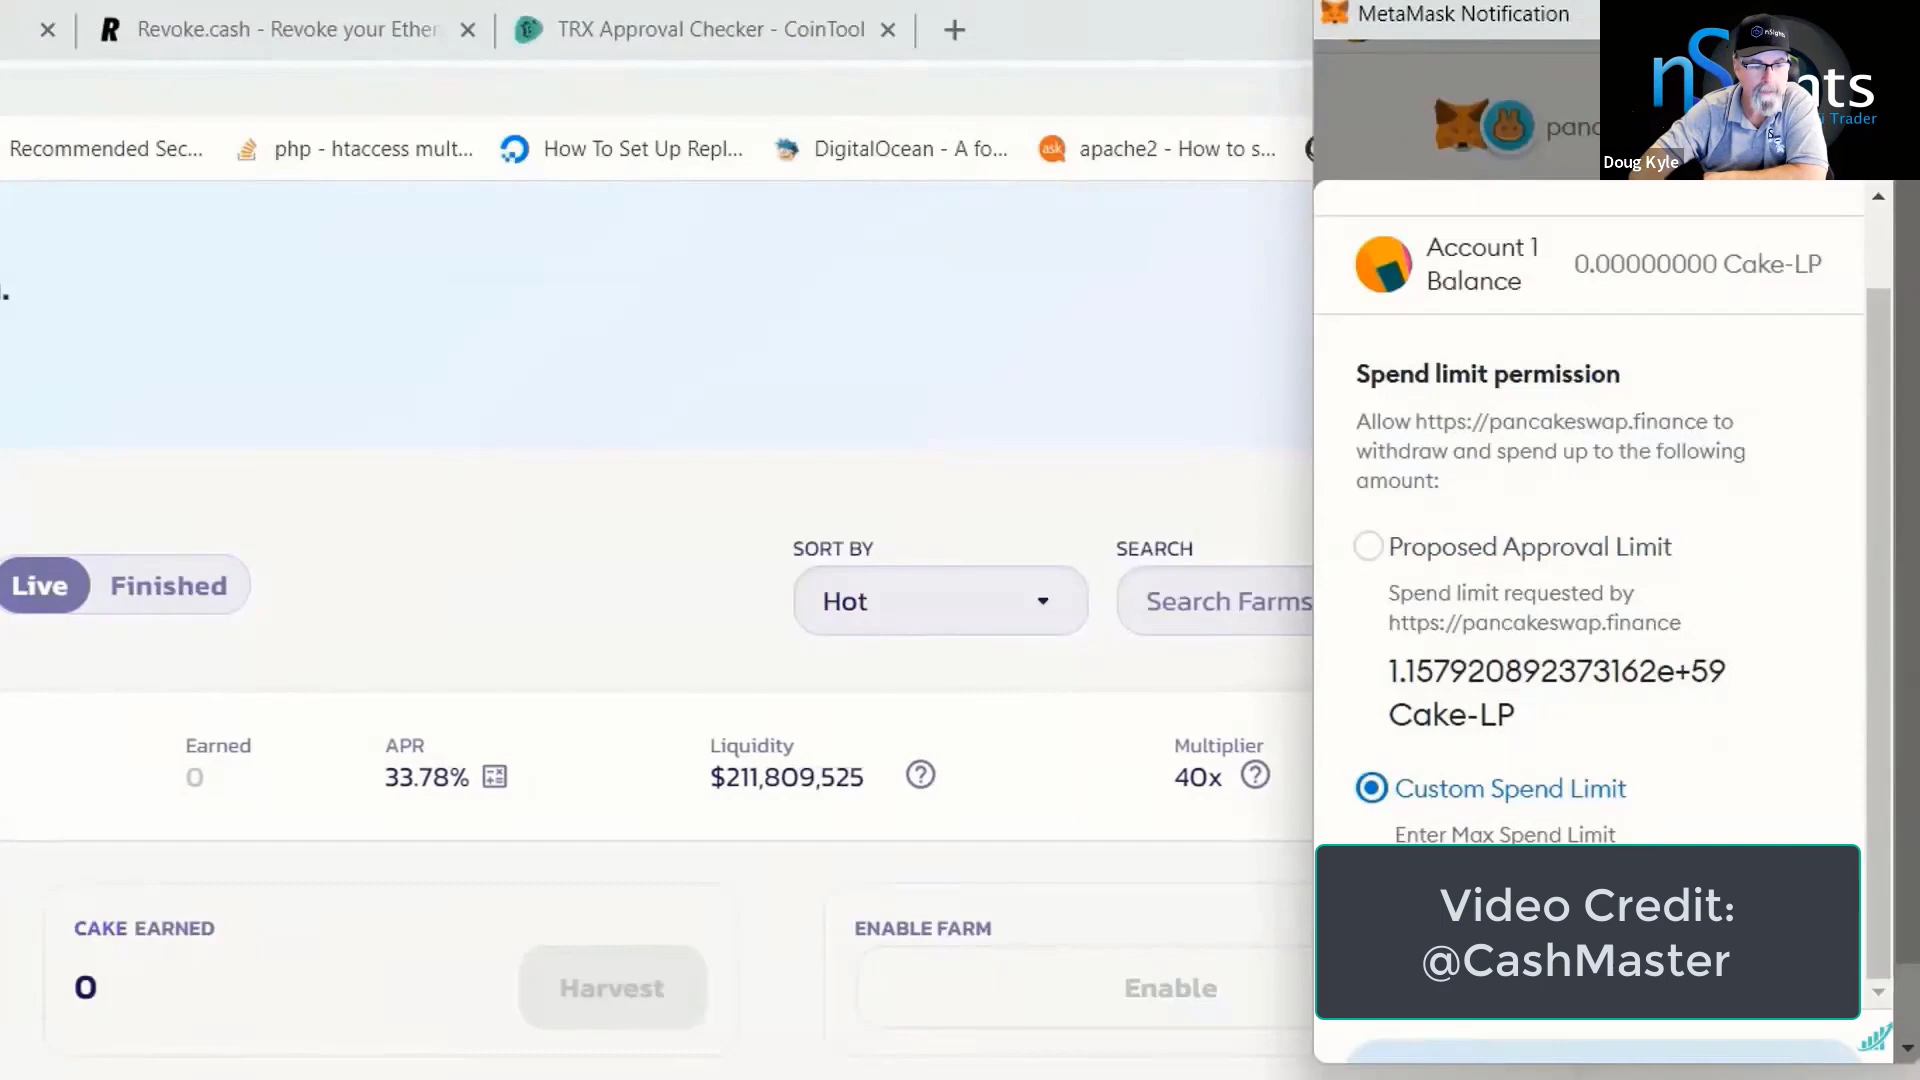 Revoke.cash - Revoke your Ether
TRX Approval Checker - CoinTool
MetaMask Notification
Recommended Sec...
php - htaccess mult...
How To Set Up Repl...
DigitalOcean - A fo...
ask
apache2 - How to s...
panc
nSights
Trader
Doug Kyle
Account 1
Balance
0.00000000 Cake-LP
Spend limit permission
Allow https://pancakeswap.finance to
withdraw and spend up to the following
amount:
Proposed Approval Limit
Spend limit requested by
https://pancakeswap.finance
1.157920892373162e+59
Cake-LP
Custom Spend Limit
Enter Max Spend Limit
Video Credit:
@CashMaster
Live
Finished
SORT BY
Hot
SEARCH
Search Farms
Earned
0
APR
33.78%
Liquidity
$211,809,525
Multiplier
40x
CAKE EARNED
0
Harvest
ENABLE FARM
Enable